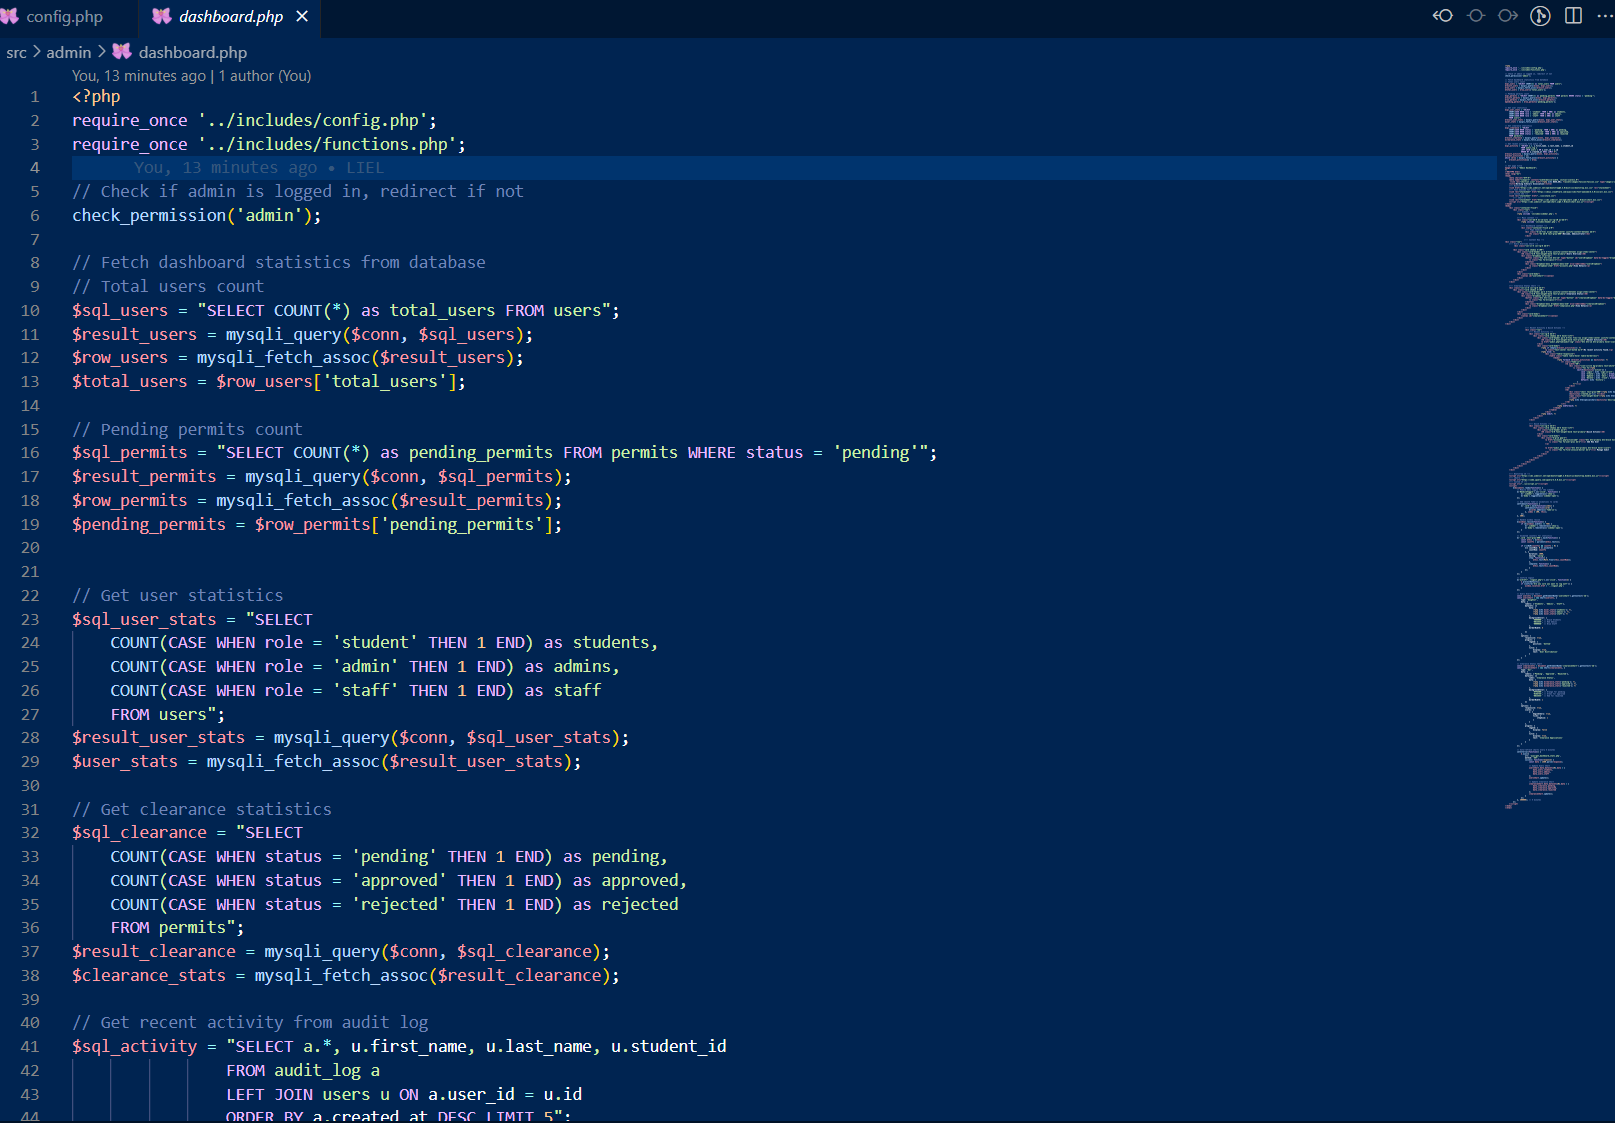 config.php
dashboard.php
src > admin > dashboard.php
You, 13 minutes ago | 1 author (You)
1 <?php
2 require_once '../includes/config.php';
3 require_once '../includes/functions.php';
4 You, 13 minutes ago • LIEL
5 // Check if admin is logged in, redirect if not
6 check_permission('admin');
7
8 // Fetch dashboard statistics from database
9 // Total users count
10 $sql_users = "SELECT COUNT(*) as total_users FROM users";
11 $result_users = mysqli_query($conn, $sql_users);
12 $row_users = mysqli_fetch_assoc($result_users);
13 $total_users = $row_users['total_users'];
14
15 // Pending permits count
16 $sql_permits = "SELECT COUNT(*) as pending_permits FROM permits WHERE status = 'pending'";
17 $result_permits = mysqli_query($conn, $sql_permits);
18 $row_permits = mysqli_fetch_assoc($result_permits);
19 $pending_permits = $row_permits['pending_permits'];
20
21
22 // Get user statistics
23 $sql_user_stats = "SELECT
24 COUNT(CASE WHEN role = 'student' THEN 1 END) as students,
25 COUNT(CASE WHEN role = 'admin' THEN 1 END) as admins,
26 COUNT(CASE WHEN role = 'staff' THEN 1 END) as staff
27 FROM users";
28 $result_user_stats = mysqli_query($conn, $sql_user_stats);
29 $user_stats = mysqli_fetch_assoc($result_user_stats);
30
31 // Get clearance statistics
32 $sql_clearance = "SELECT
33 COUNT(CASE WHEN status = 'pending' THEN 1 END) as pending,
34 COUNT(CASE WHEN status = 'approved' THEN 1 END) as approved,
35 COUNT(CASE WHEN status = 'rejected' THEN 1 END) as rejected
36 FROM permits";
37 $result_clearance = mysqli_query($conn, $sql_clearance);
38 $clearance_stats = mysqli_fetch_assoc($result_clearance);
39
40 // Get recent activity from audit log
41 $sql_activity = "SELECT a.*, u.first_name, u.last_name, u.student_id
42 FROM audit_log a
43 LEFT JOIN users u ON a.user_id = u.id
44 ORDER BY a.created_at DESC LIMIT 5";